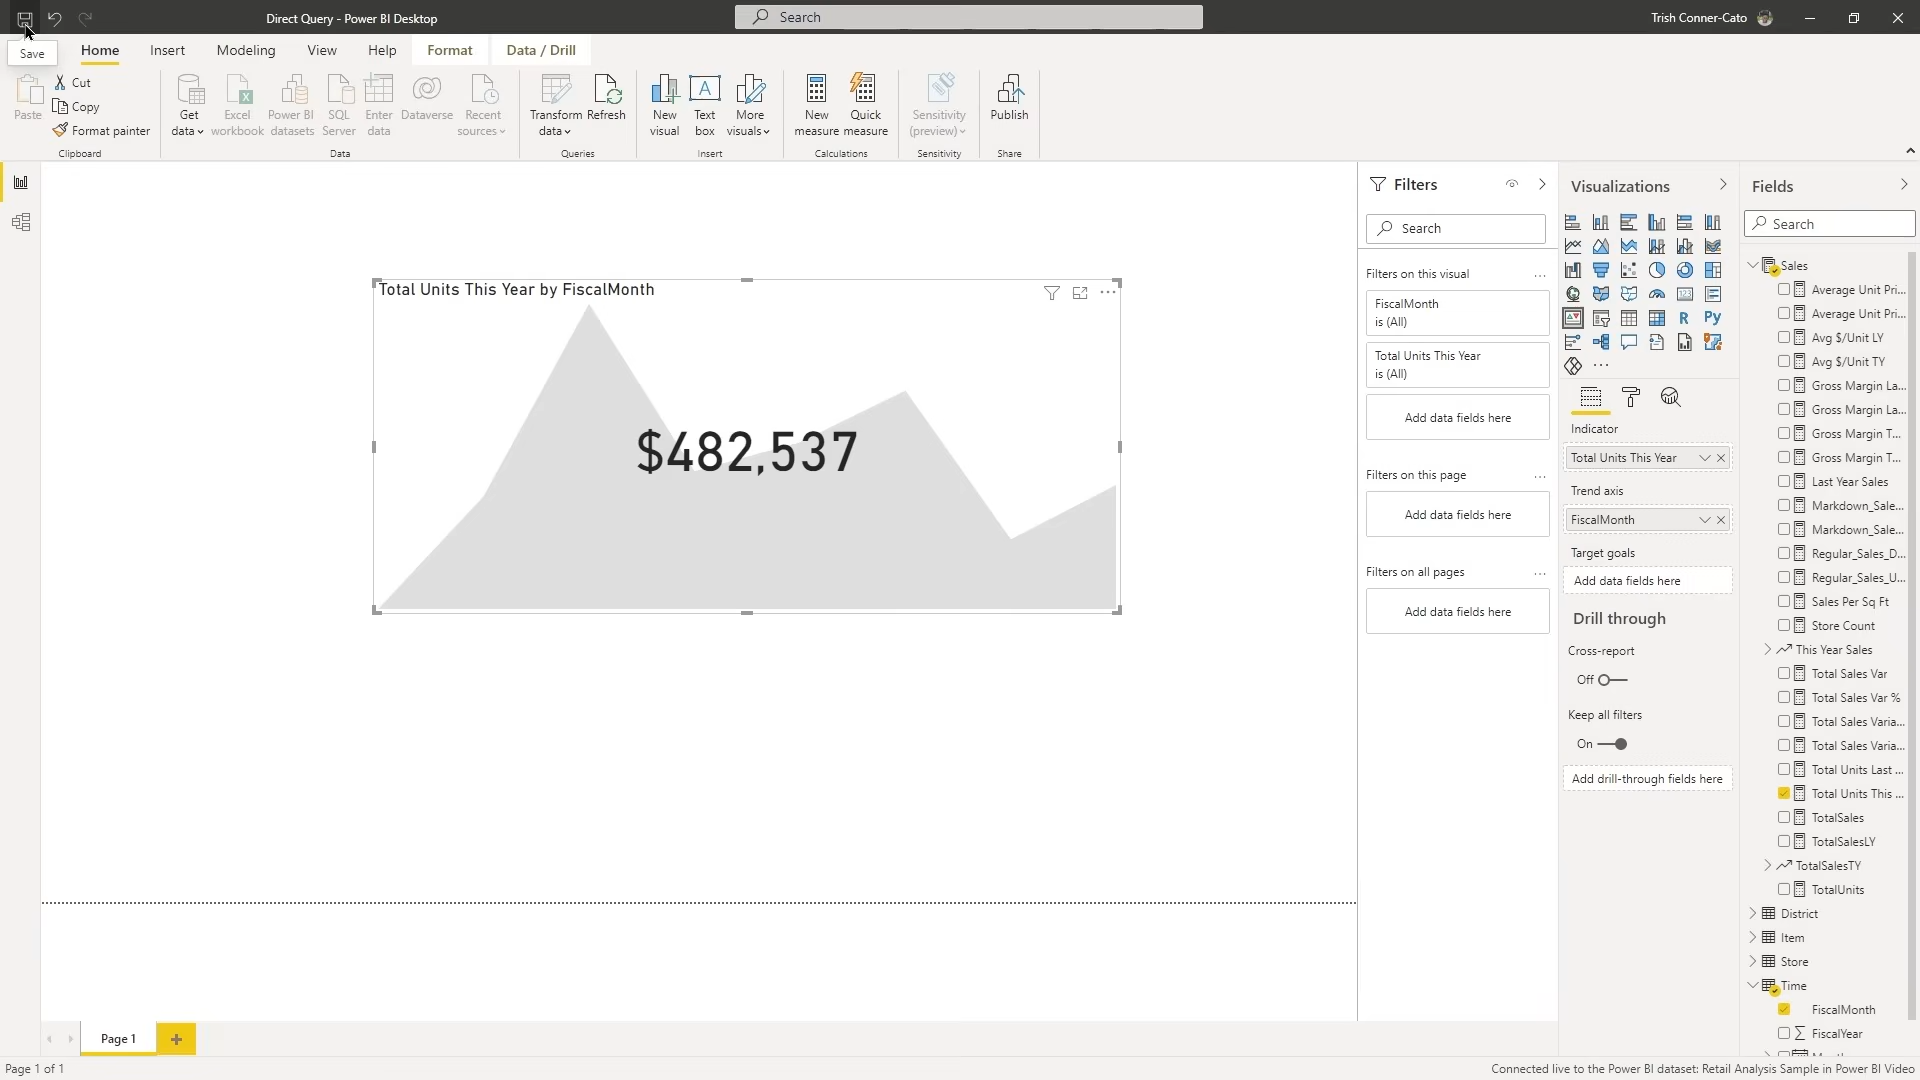 Direct Query - Power BI Desktop
Search
Trish Conner-Cato
Save
Home
Insert
Modeling
View
Help
Format
Data / Drill
Paste
Cut
Copy
Format painter
Clipboard
Get data
Excel workbook
Power BI datasets
SQL Server
Enter data
Dataverse
Recent sources
Data
Transform data
Refresh
Queries
New visual
Text box
More visuals
Insert
New measure
Quick measure
Calculations
Sensitivity (preview)
Sensitivity
Publish
Share
Total Units This Year by FiscalMonth
$482,537
Filters
Search
Filters on this visual
FiscalMonth
is (All)
Total Units This Year
is (All)
Add data fields here
Filters on this page
Add data fields here
Filters on all pages
Add data fields here
Visualizations
R
Py
Indicator
Total Units This Year
Trend axis
FiscalMonth
Target goals
Add data fields here
Drill through
Cross-report
Off
Keep all filters
On
Add drill-through fields here
Fields
Search
Sales
Average Unit Pri...
Average Unit Pri...
Avg $/Unit LY
Avg $/Unit TY
Gross Margin La...
Gross Margin La...
Gross Margin T...
Gross Margin T...
Last Year Sales
Markdown_Sale...
Markdown_Sale...
Regular_Sales_D...
Regular_Sales_U...
Sales Per Sq Ft
Store Count
This Year Sales
Total Sales Var
Total Sales Var %
Total Sales Varia...
Total Sales Varia...
Total Units Last ...
Total Units This ...
TotalSales
TotalSalesLY
TotalSalesTY
TotalUnits
District
Item
Store
Time
FiscalMonth
FiscalYear
Page 1
Page 1 of 1
Connected live to the Power BI dataset: Retail Analysis Sample in Power BI Video